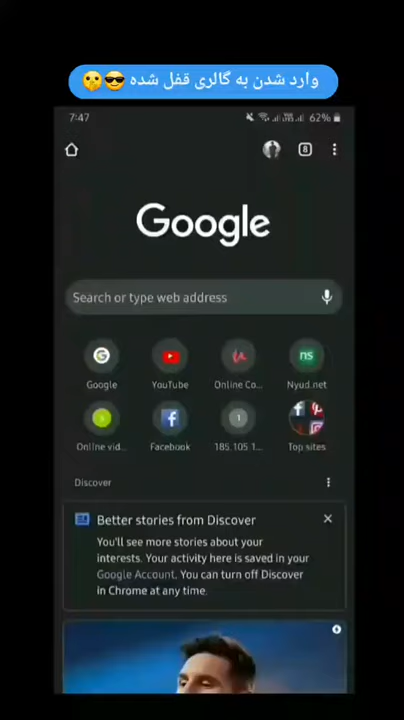 وارد شدن به گالری قفل شده 😎🤫
7:47
62%
8
Google
Search or type web address
Google
YouTube
Online Co...
Nyud.net
Online vid...
Facebook
1
185.105.1...
Top sites
Discover
Better stories from Discover
You'll see more stories about your
interests. Your activity here is saved in your
Google Account. You can turn off Discover
in Chrome at any time.